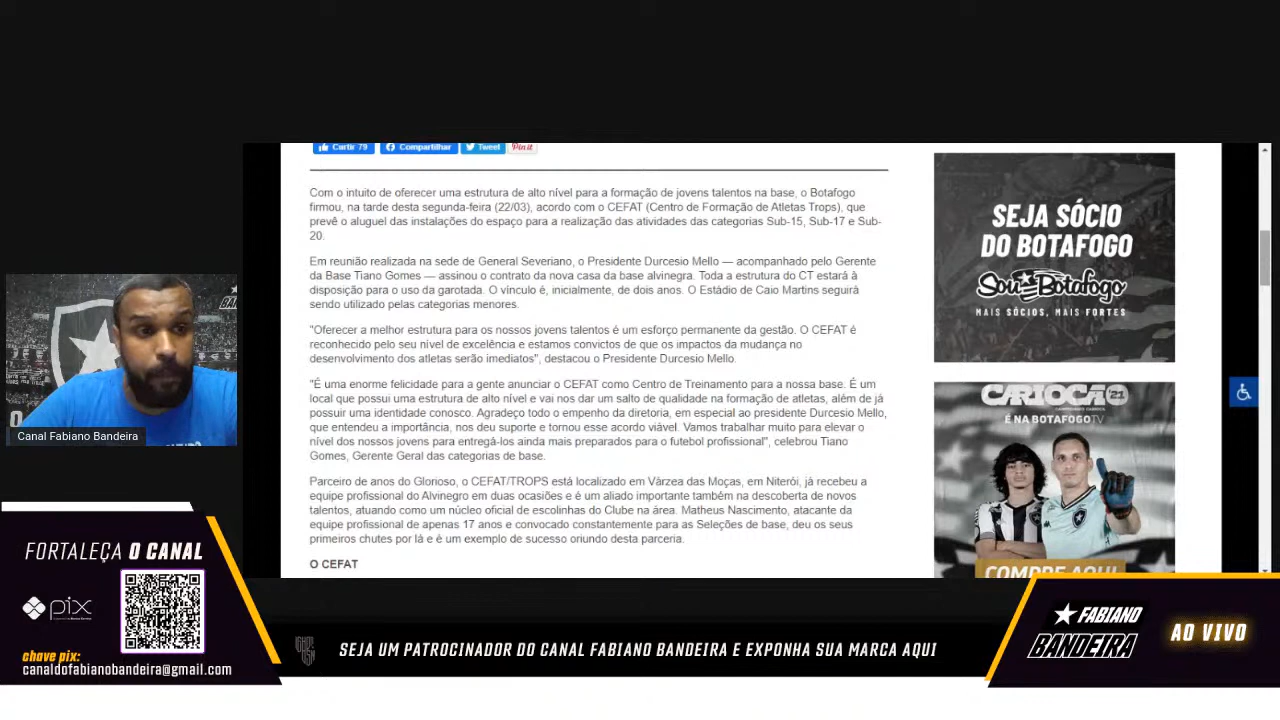 Curtir 79 Compartilhar Tweet Pin it
Com o intuito de oferecer uma estrutura de alto nível para a formação de jovens talentos na base, o Botafogo
firmou, na tarde desta segunda-feira (22/03), acordo com o CEFAT (Centro de Formação de Atletas Trops), que
prevê o aluguel das instalações do espaço para a realização das atividades das categorias Sub-15, Sub-17 e Sub-
20.
Em reunião realizada na sede de General Severiano, o Presidente Durcesio Mello — acompanhado pelo Gerente
da Base Tiano Gomes — assinou o contrato da nova casa da base alvinegra. Toda a estrutura do CT estará à
disposição para o uso da garotada. O vínculo é, inicialmente, de dois anos. O Estádio de Caio Martins seguirá
sendo utilizado pelas categorias menores.
"Oferecer a melhor estrutura para os nossos jovens talentos é um esforço permanente da gestão. O CEFAT é
reconhecido pelo seu nível de excelência e estamos convictos de que os impactos da mudança no
desenvolvimento dos atletas serão imediatos", destacou o Presidente Durcesio Mello.
"É uma enorme felicidade para a gente anunciar o CEFAT como Centro de Treinamento para a nossa base. É um
local que possui uma estrutura de alto nível e vai nos dar um salto de qualidade na formação de atletas, além de já
possuir uma identidade conosco. Agradeço todo o empenho da diretoria, em especial ao presidente Durcesio Mello,
que entendeu a importância, nos deu suporte e tornou esse acordo viável. Vamos trabalhar muito para elevar o
nível dos nossos jovens para entregá-los ainda mais preparados para o futebol profissional", celebrou Tiano
Gomes, Gerente Geral das categorias de base.
Parceiro de anos do Glorioso, o CEFAT/TROPS está localizado em Várzea das Moças, em Niterói, já recebeu a
equipe profissional do Alvinegro em duas ocasiões e é um aliado importante também na descoberta de novos
talentos, atuando como um núcleo oficial de escolinhas do Clube na área. Matheus Nascimento, atacante da
equipe profissional de apenas 17 anos e convocado constantemente para as Seleções de base, deu os seus
primeiros chutes por lá e é um exemplo de sucesso oriundo desta parceria.
O CEFAT
SEJA SÓCIO
DO BOTAFOGO
Sou Botafogo
MAIS SÓCIOS, MAIS FORTES
CARIOCÃO 21
É NA BOTAFOGOTV
COMPRE AQUI
Canal Fabiano Bandeira
FORTALEÇA O CANAL
pix
chave pix:
canaldofabianobandeira@gmail.com
SEJA UM PATROCINADOR DO CANAL FABIANO BANDEIRA E EXPONHA SUA MARCA AQUI
FABIANO
BANDEIRA
AO VIVO